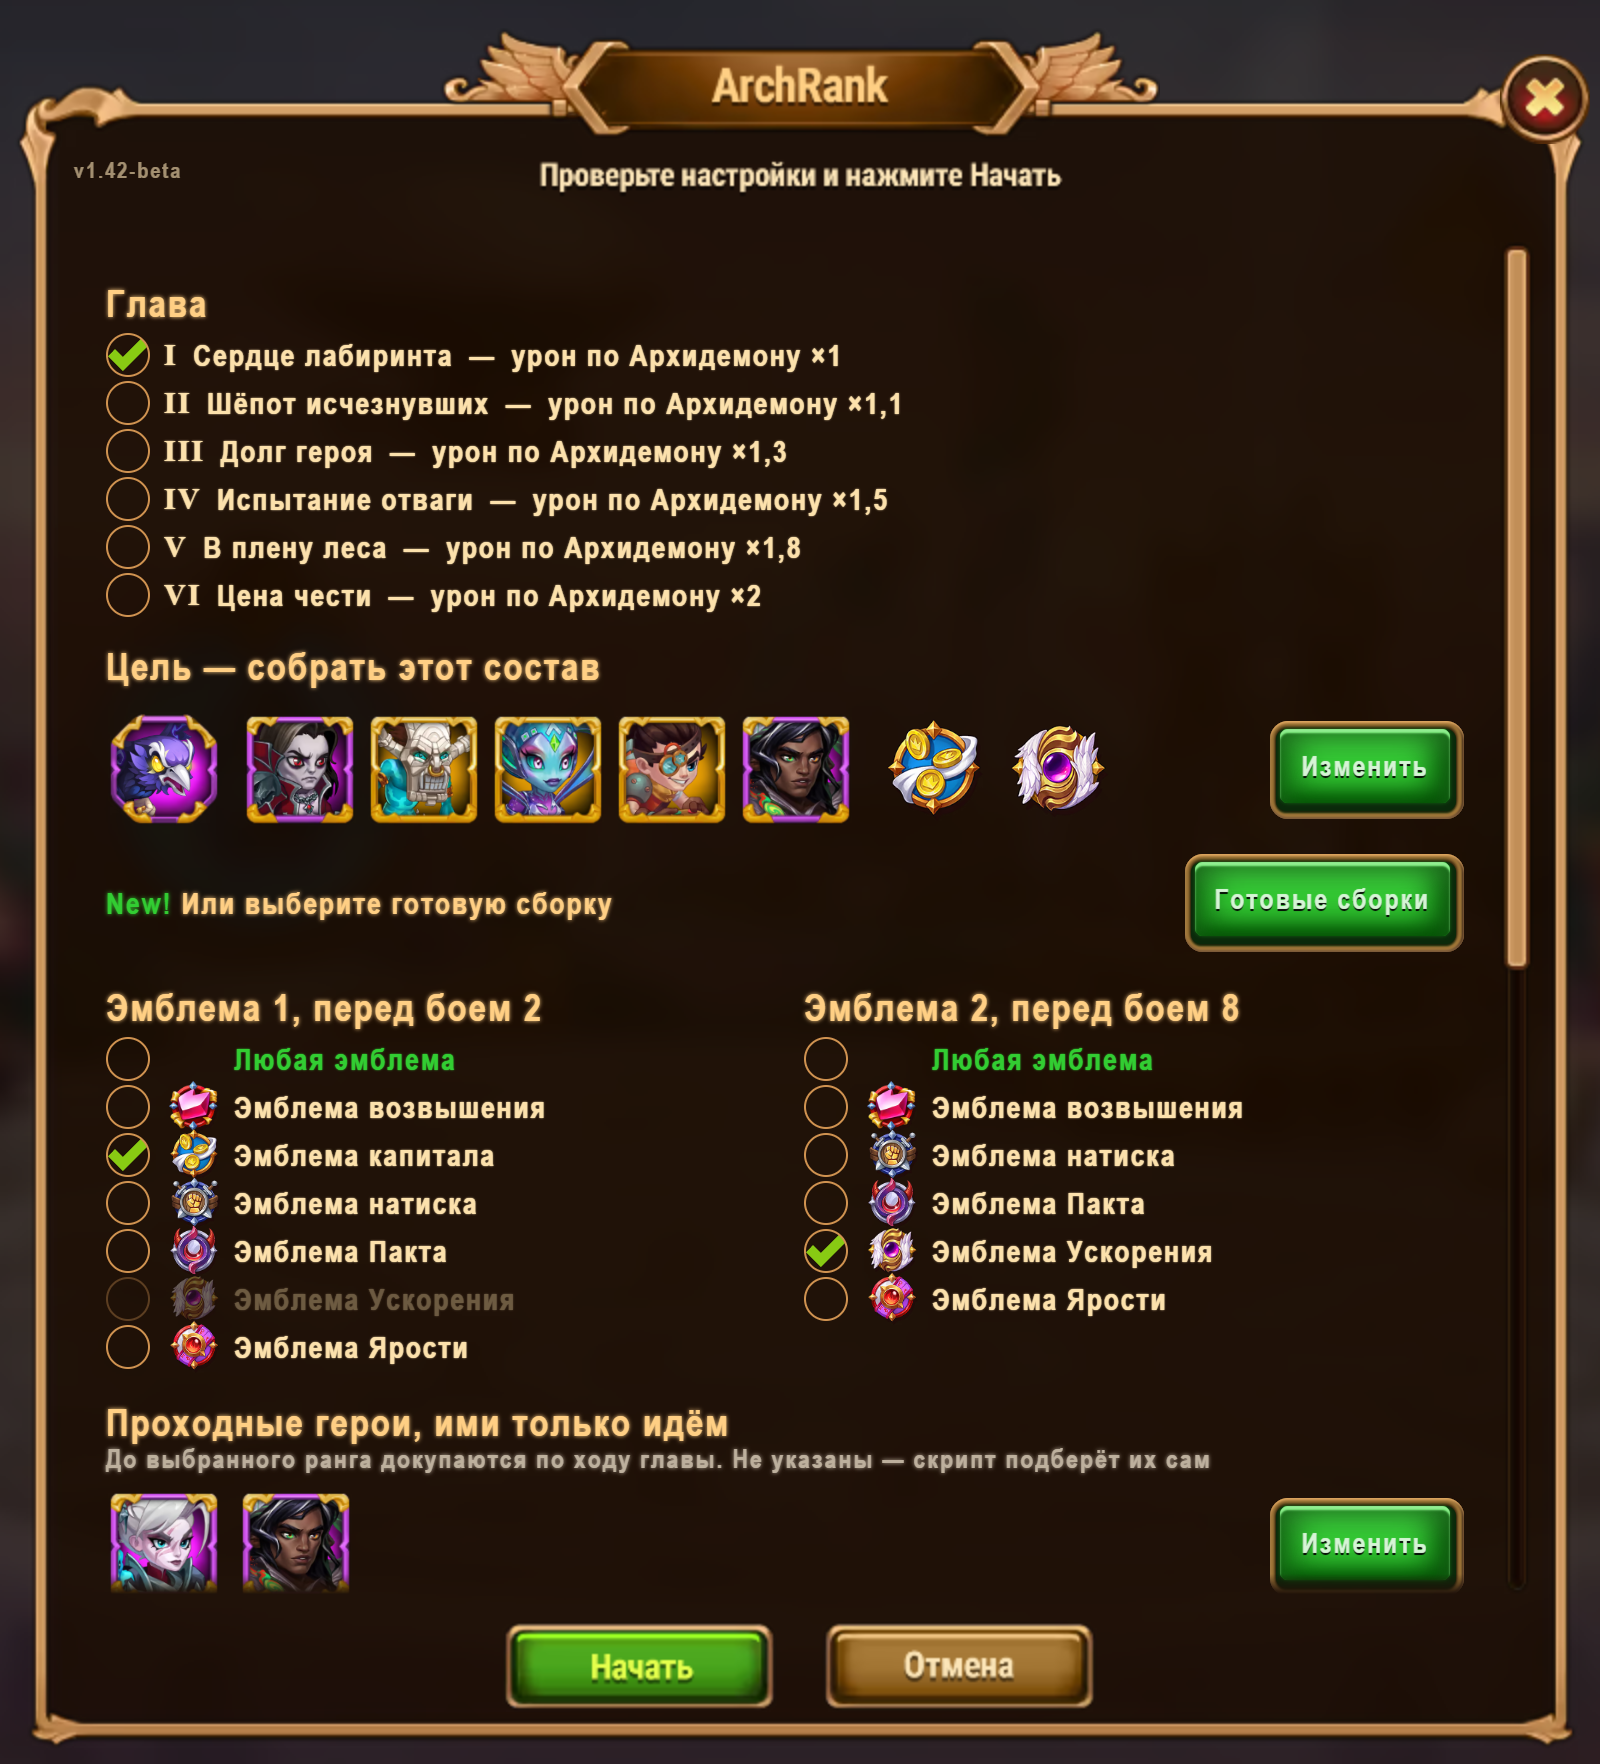 ArchRank
v1.42-beta
Проверьте настройки и нажмите Начать
Глава
I Сердце лабиринта — урон по Архидемону ×1
II Шёпот исчезнувших — урон по Архидемону ×1,1
III Долг героя — урон по Архидемону ×1,3
IV Испытание отваги — урон по Архидемону ×1,5
V В плену леса — урон по Архидемону ×1,8
VI Цена чести — урон по Архидемону ×2
Цель — собрать этот состав
Изменить
New! Или выберите готовую сборку
Готовые сборки
Эмблема 1, перед боем 2
Любая эмблема
Эмблема возвышения
Эмблема капитала
Эмблема натиска
Эмблема Пакта
Эмблема Ускорения
Эмблема Ярости
Эмблема 2, перед боем 8
Любая эмблема
Эмблема возвышения
Эмблема натиска
Эмблема Пакта
Эмблема Ускорения
Эмблема Ярости
Проходные герои, ими только идём
До выбранного ранга докупаются по ходу главы. Не указаны — скрипт подберёт их сам
Изменить
Начать
Отмена